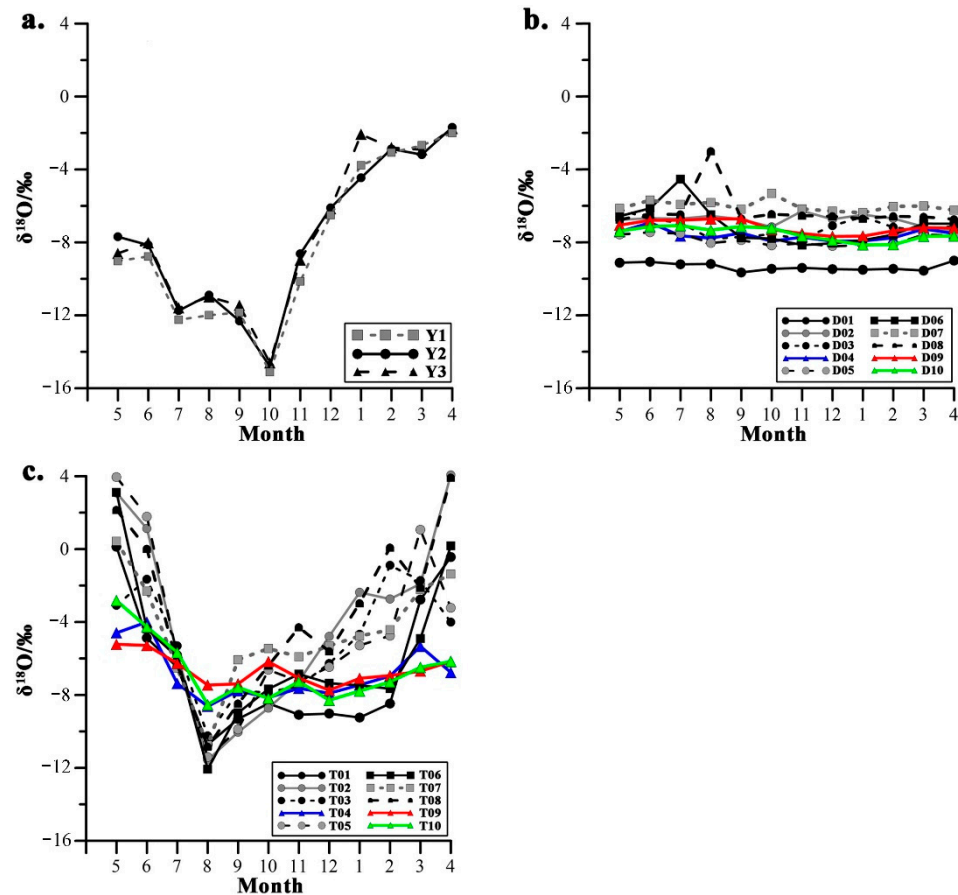 a.
4
0
−4
−8
−12
−16
δ¹⁸O/‰
5 6 7 8 9 10 11 12 1 2 3 4
Month
Y1
Y2
Y3
b.
4
0
−4
−8
−12
−16
δ¹⁸O/‰
5 6 7 8 9 10 11 12 1 2 3 4
Month
D01 D06
D02 D07
D03 D08
D04 D09
D05 D10
c.
4
0
−4
−8
−12
−16
δ¹⁸O/‰
5 6 7 8 9 10 11 12 1 2 3 4
Month
T01 T06
T02 T07
T03 T08
T04 T09
T05 T10